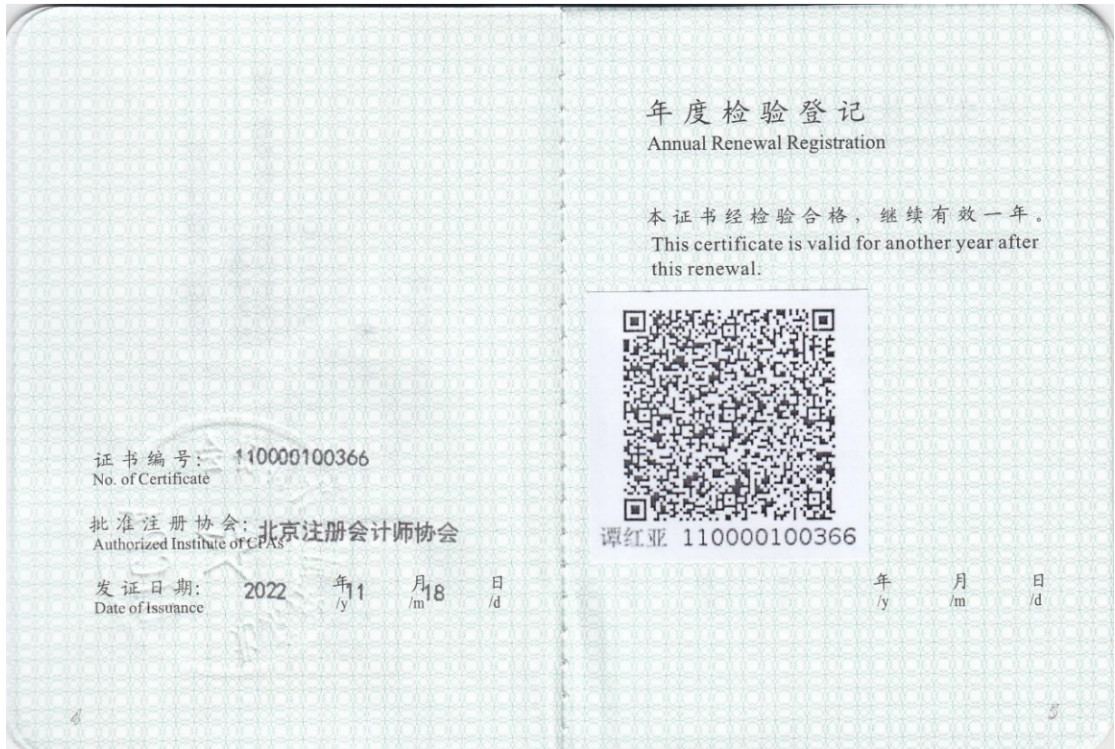 证书编号: 110000100366
No. of Certificate
批准注册协会: 北京注册会计师协会
Authorized Institute of CPAs
发证日期: 2022 年 11 月 18 日
Date of Issuance /y /m /d
4
年度检验登记
Annual Renewal Registration
本证书经检验合格，继续有效一年。
This certificate is valid for another year after
this renewal.
谭红亚 110000100366
年 月 日
/y /m /d
5